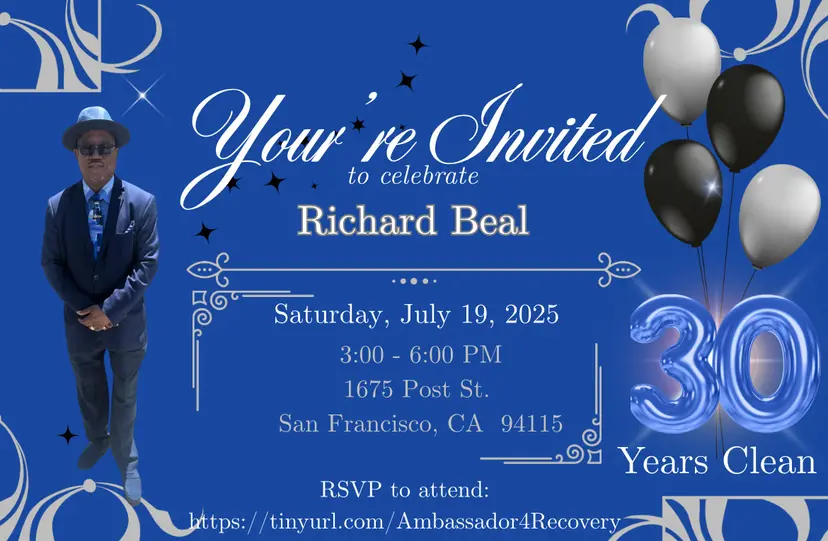 Your're Invited
to celebrate
Richard Beal
Saturday, July 19, 2025
3:00 - 6:00 PM
1675 Post St.
San Francisco, CA 94115
30
Years Clean
RSVP to attend:
https://tinyurl.com/Ambassador4Recovery